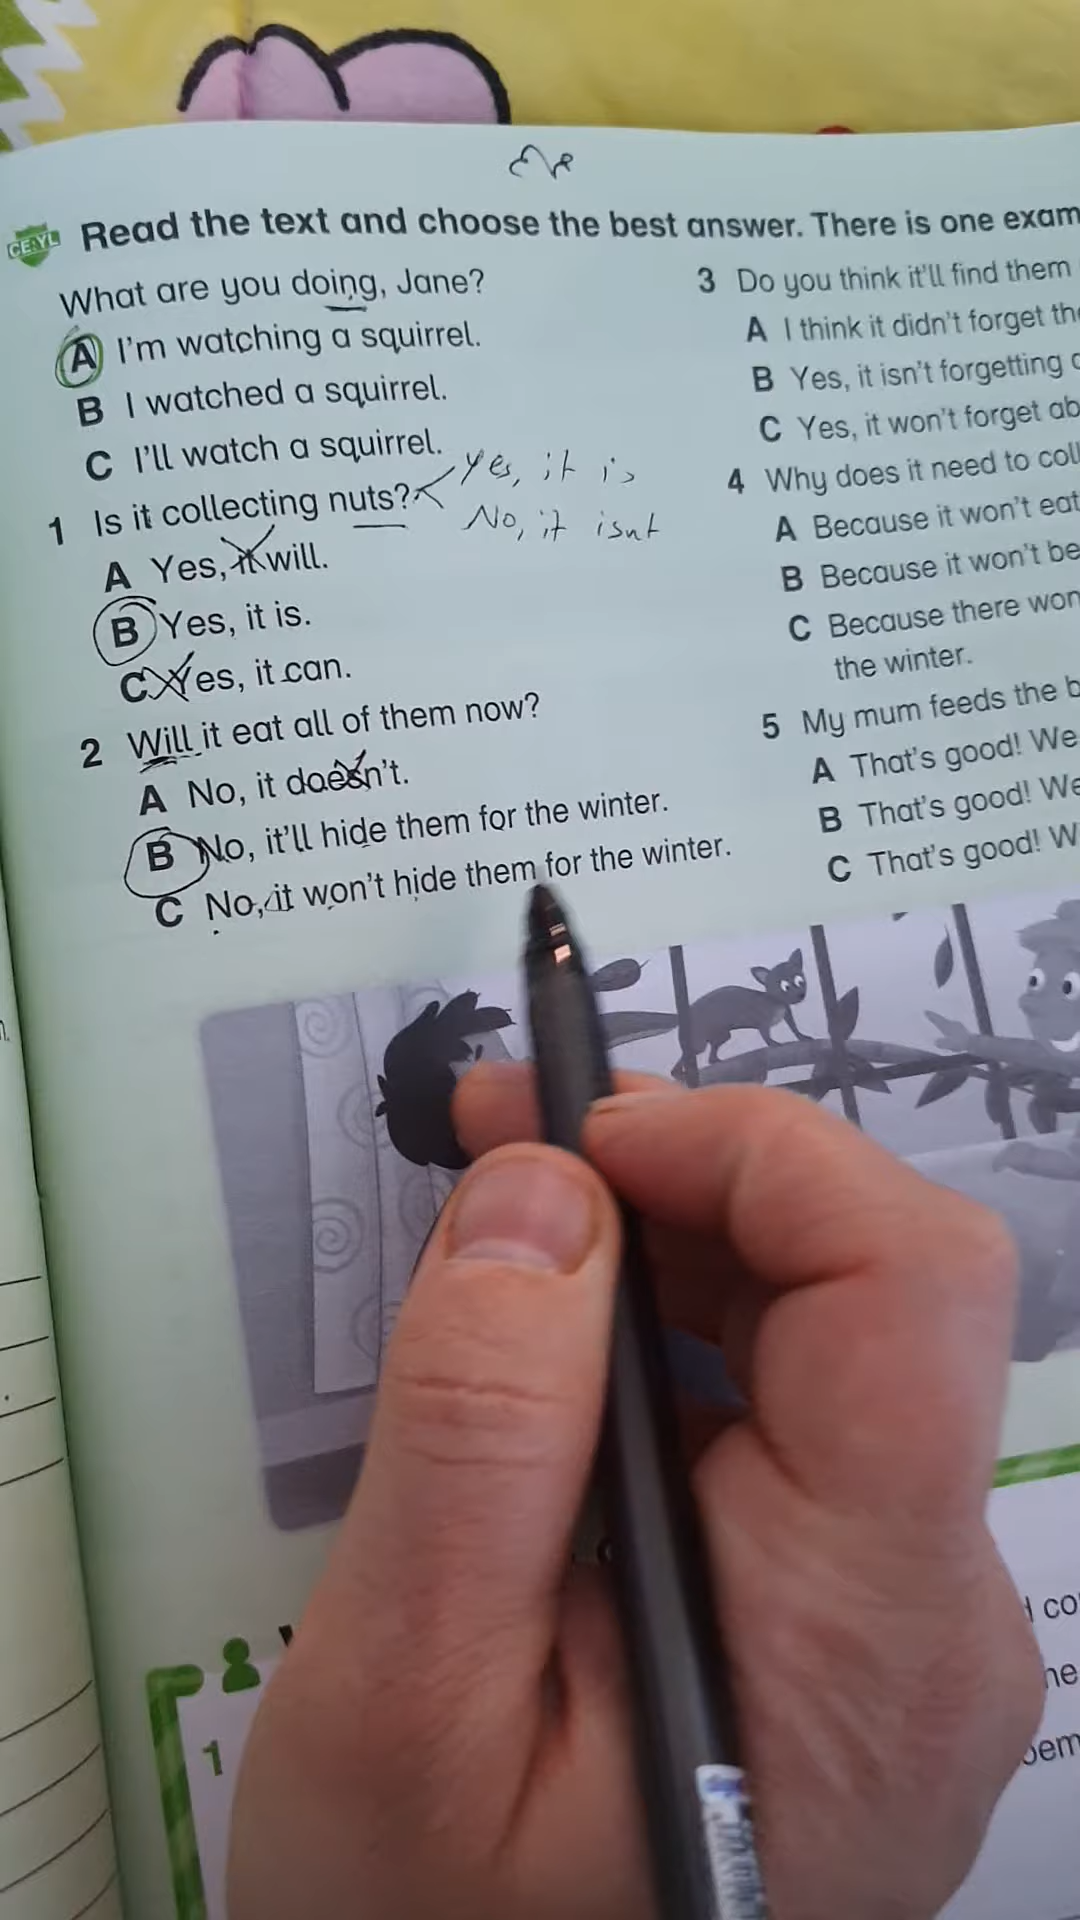 CE:YL Read the text and choose the best answer. There is one exam
What are you doing, Jane?
A I'm watching a squirrel.
B I watched a squirrel.
C I'll watch a squirrel.
1 Is it collecting nuts? Yes, it is
No, it isnt
A Yes, it will.
B Yes, it is.
C Yes, it can.
2 Will it eat all of them now?
A No, it doesn't.
B No, it'll hide them for the winter.
C No, it won't hide them for the winter.
3 Do you think it'll find them
A I think it didn't forget the
B Yes, it isn't forgetting
C Yes, it won't forget ab
4 Why does it need to coll
A Because it won't eat
B Because it won't be
C Because there won
the winter.
5 My mum feeds the b
A That's good! We
B That's good! We
C That's good! W
1